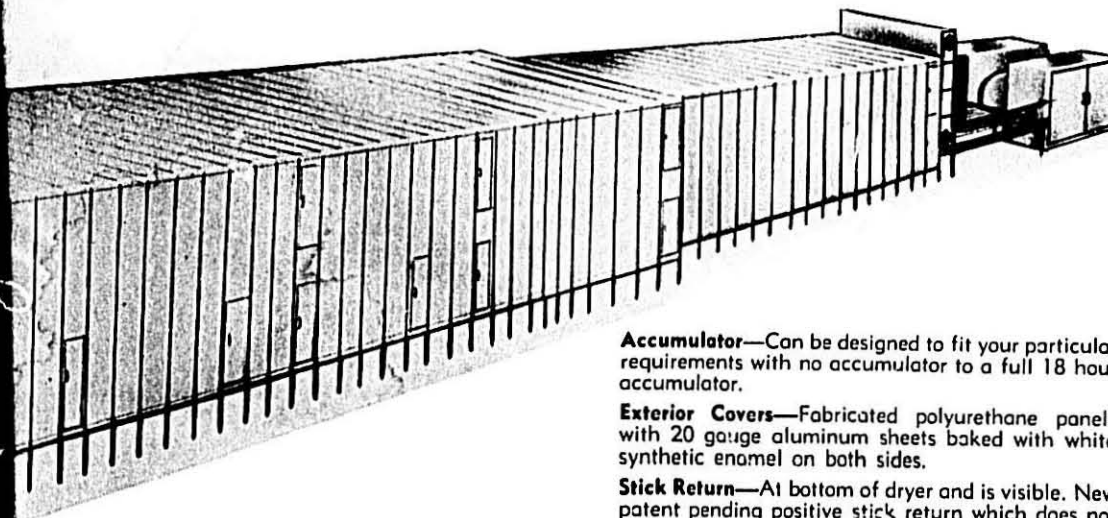 Accumulator—Can be designed to fit your particula
requirements with no accumulator to a full 18 hou
accumulator.
Exterior Covers—Fabricated polyurethane panel
with 20 gauge aluminum sheets baked with white
synthetic enamel on both sides.
Stick Return—At bottom of dryer and is visible. New
patent pending positive stick return which does no